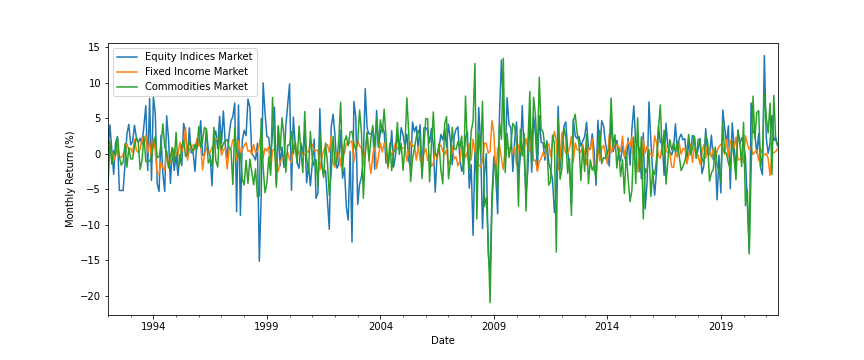 15
10
5
0
−5
−10
−15
−20
Monthly Return (%)
Equity Indices Market
Fixed Income Market
Commodities Market
1994
1999
2004
2009
2014
2019
Date